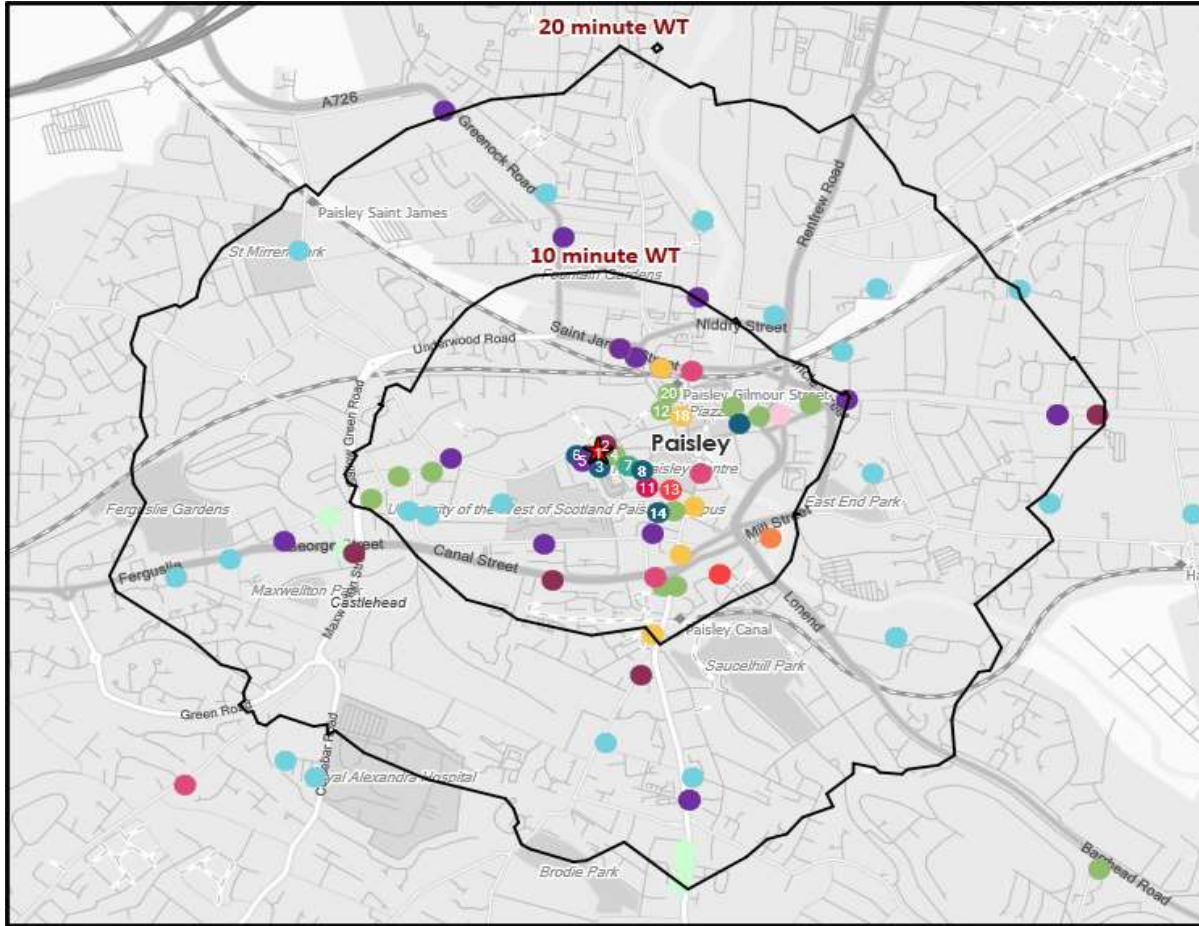 20 minute WT
A726
Greenock Road
Renfrew Road
Paisley Saint James
St Mirren Park
10 minute WT
Fountain Gardens
Niddry Street
Saint James Street
Underwood Road
20
Paisley Gilmour Street
12
18
Piazza
Paisley
2
1
6
5
3
7
8
Centre
11
13
14
East End Park
Ferguslie Gardens
University of the West of Scotland
Mill Street
George Street
Canal Street
Ferguslie
Maxwellton Park
Castlehead
Lonend
Paisley Canal
Saucelhill Park
Green Road
Royal Alexandra Hospital
Brodie Park
Barrhead Road